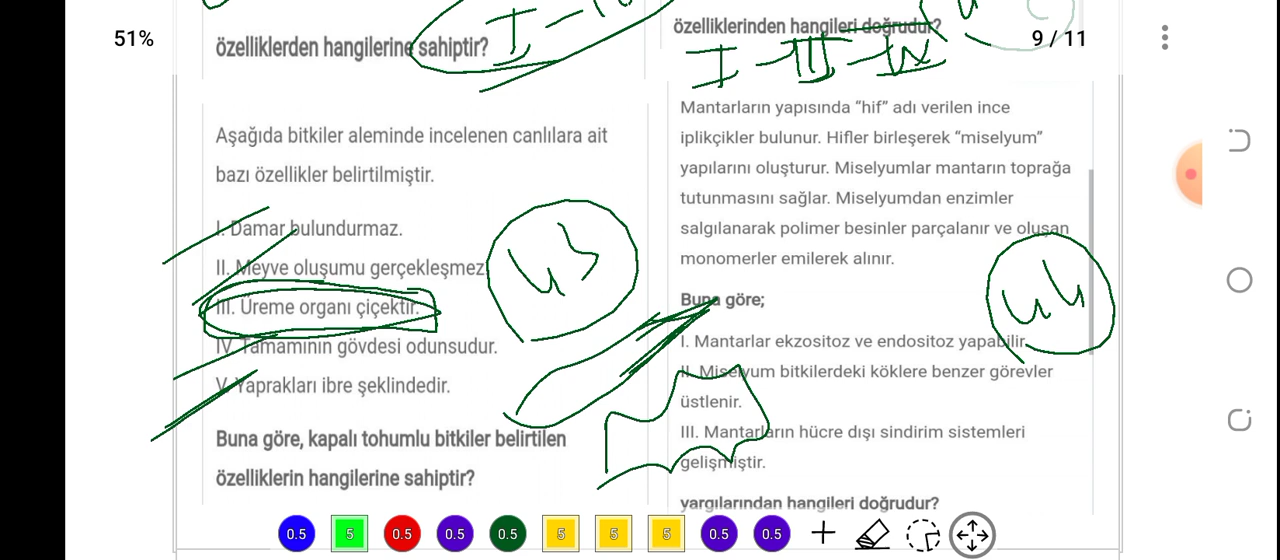 51%
9 / 11
özelliklerden hangilerine sahiptir?
I
Aşağıda bitkiler aleminde incelenen canlılara ait
bazı özellikler belirtilmiştir.
I. Damar bulundurmaz.
II. Meyve oluşumu gerçekleşmez.
III. Üreme organı çiçektir.
IV. Tamamının gövdesi odunsudur.
V. Yaprakları ibre şeklindedir.
43
Buna göre, kapalı tohumlu bitkiler belirtilen
özelliklerin hangilerine sahiptir?
özelliklerinden hangileri doğrudur?
I - III - IV
Mantarların yapısında “hif” adı verilen ince
iplikçikler bulunur. Hifler birleşerek “miselyum”
yapılarını oluşturur. Miselyumlar mantarın toprağa
tutunmasını sağlar. Miselyumdan enzimler
salgılanarak polimer besinler parçalanır ve oluşan
monomerler emilerek alınır.
44
Buna göre;
I. Mantarlar ekzositoz ve endositoz yapabilir.
II. Miselyum bitkilerdeki köklere benzer görevler
üstlenir.
III. Mantarların hücre dışı sindirim sistemleri
gelişmiştir.
yargılarından hangileri doğrudur?
0.5 5 0.5 0.5 0.5 5 5 5 0.5 0.5